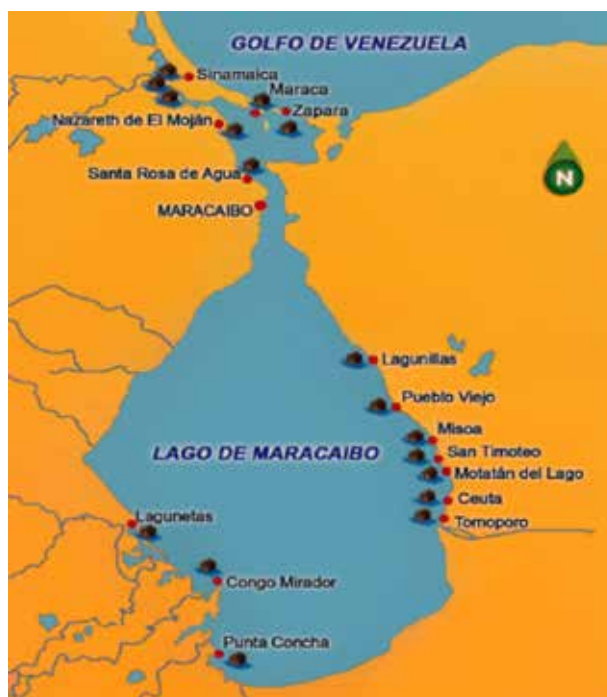 GOLFO DE VENEZUELA
Sinamaica
Maraca
Zapara
Nazareth de El Moján
Santa Rosa de Agua
MARACAIBO
N
Lagunillas
Pueblo Viejo
Misoa
LAGO DE MARACAIBO
San Timoteo
Motatán del Lago
Ceuta
Tomoporo
Lagunetas
Congo Mirador
Punta Concha